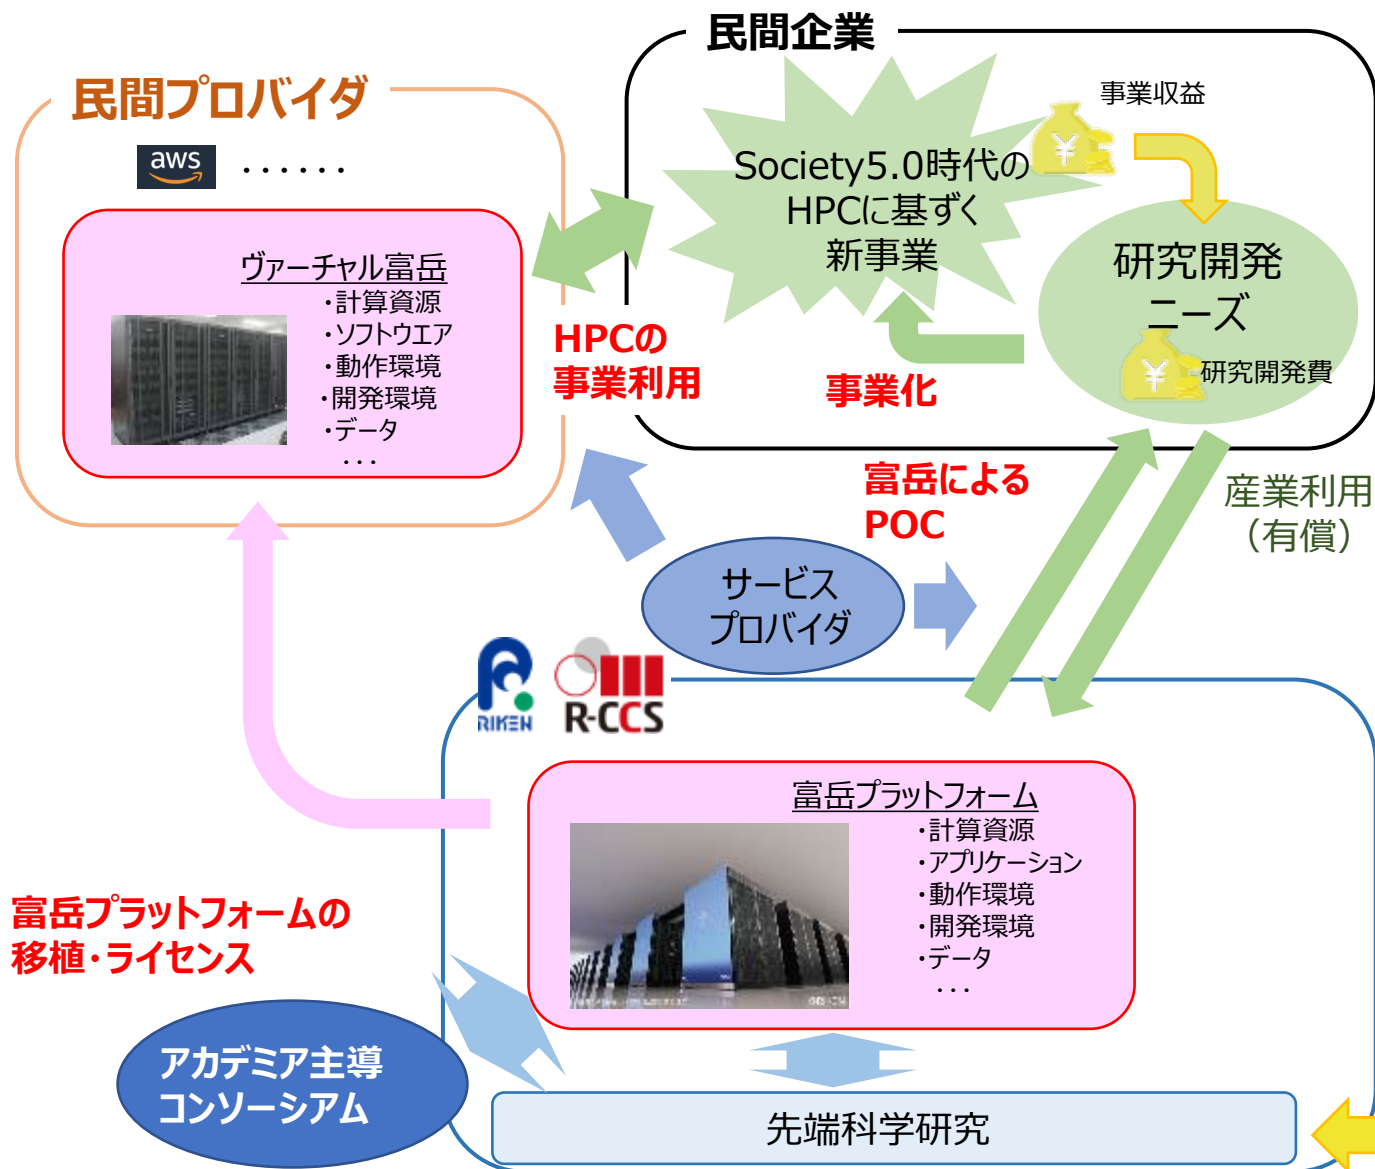 民間企業
民間プロバイダ
aws
......
ヴァーチャル富岳
・計算資源
・ソフトウエア
・動作環境
・開発環境
・データ
...
Society5.0時代の
HPCに基ずく
新事業
事業収益
研究開発
ニーズ
研究開発費
HPCの
事業利用
事業化
富岳による
POC
産業利用
（有償）
サービス
プロバイダ
RIKEN
R-CCS
富岳プラットフォーム
・計算資源
・アプリケーション
・動作環境
・開発環境
・データ
...
富岳プラットフォームの
移植・ライセンス
アカデミア主導
コンソーシアム
先端科学研究